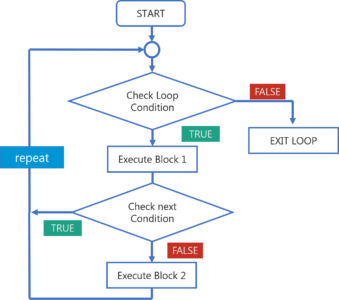 START
Check Loop
Condition
FALSE
TRUE
EXIT LOOP
repeat
Execute Block 1
Check next
Condition
TRUE
FALSE
Execute Block 2